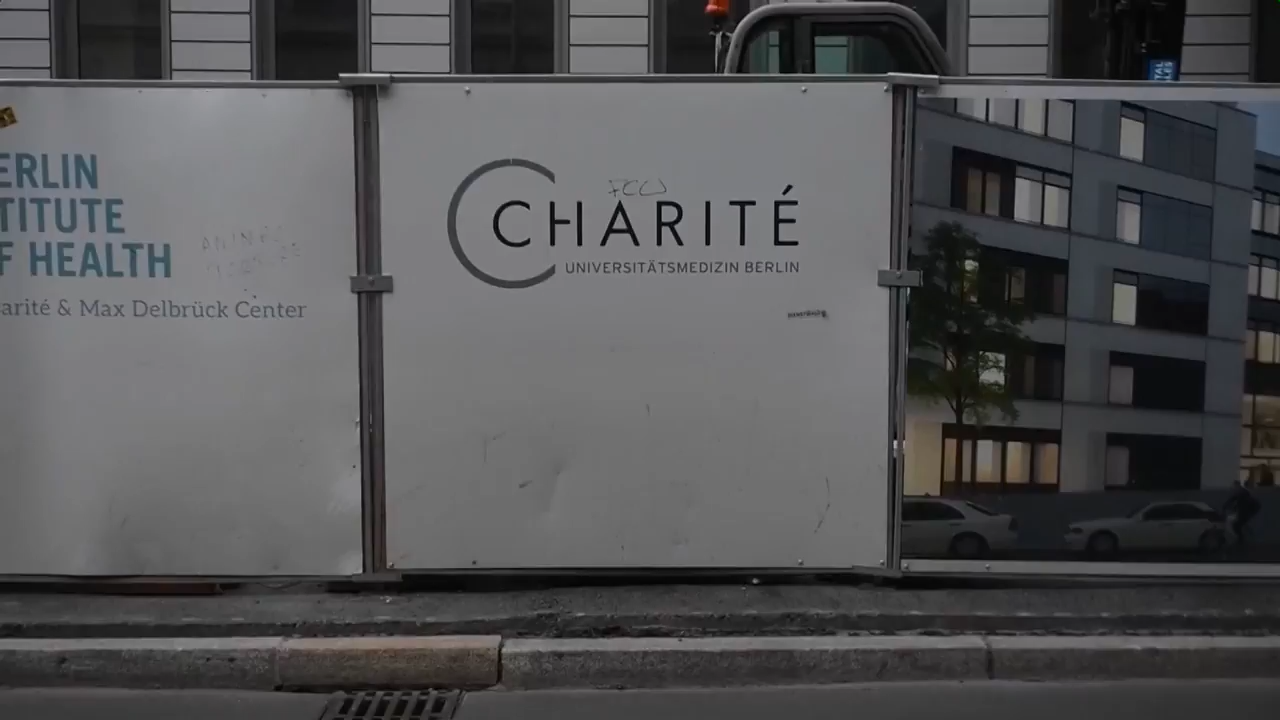 ERLIN
TITUTE
F HEALTH
arité & Max Delbrück Center
CHARITÉ
UNIVERSITÄTSMEDIZIN BERLIN